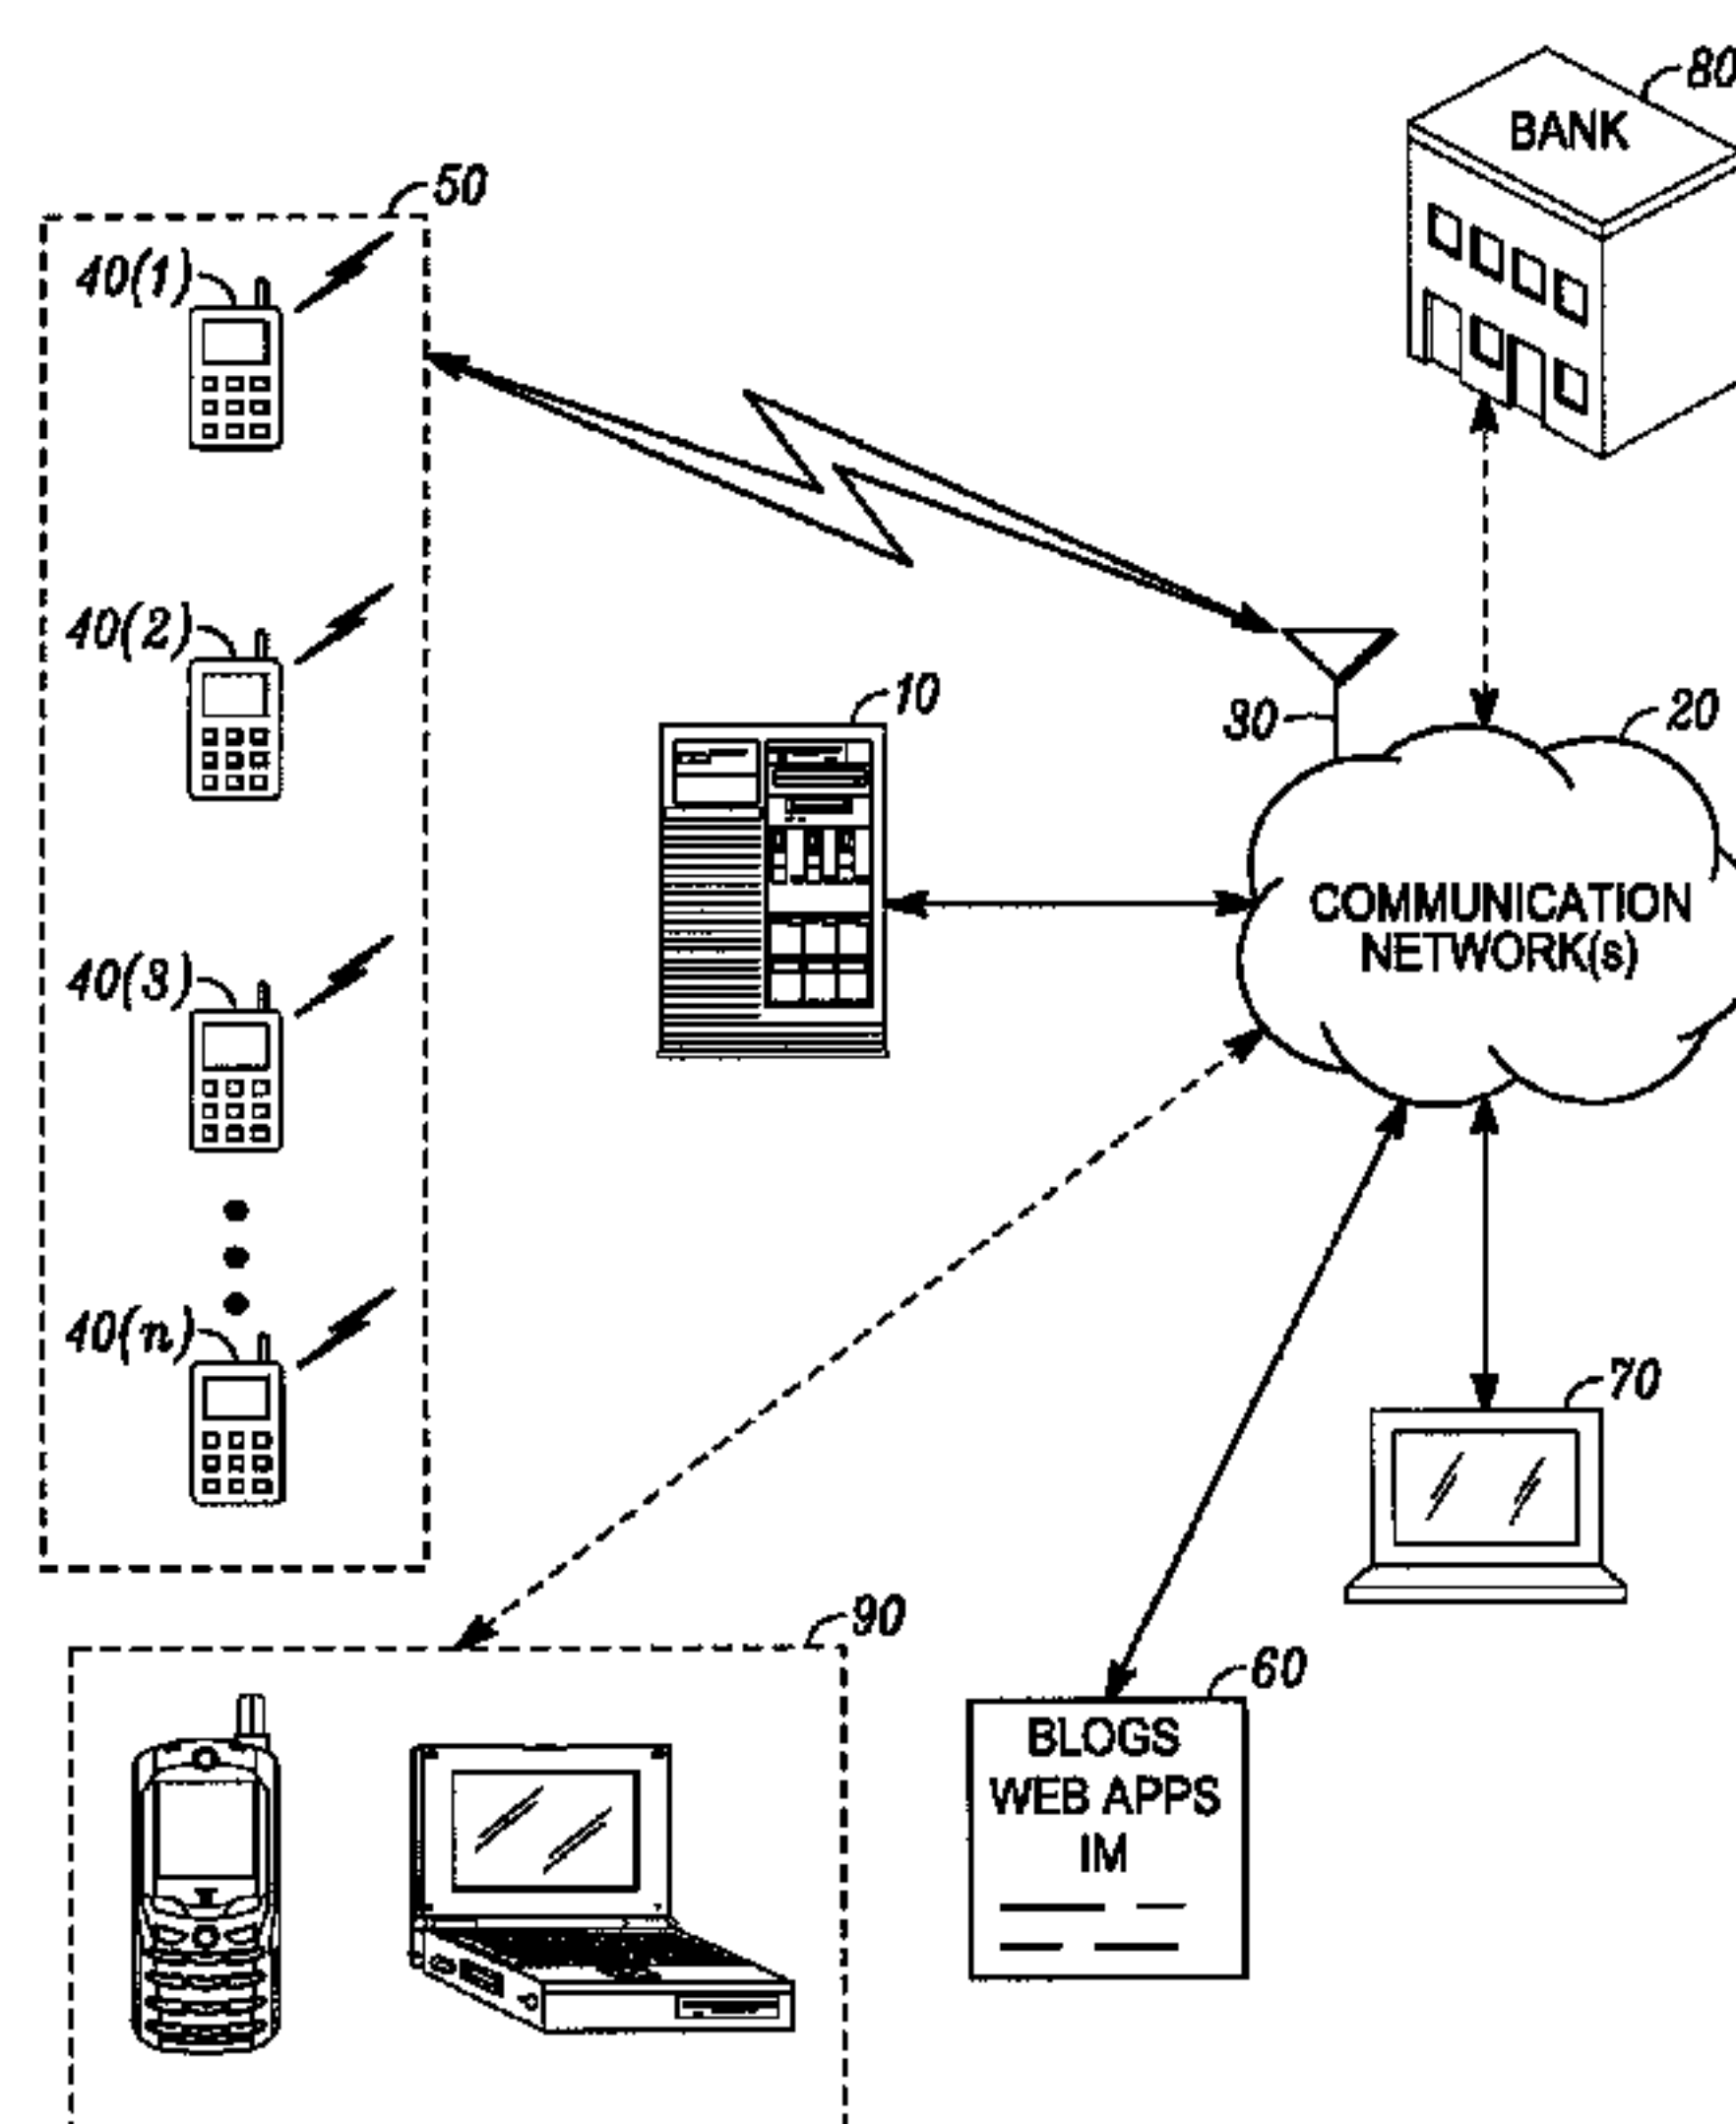 80
BANK
50
40(1)
40(2)
10
30
20
COMMUNICATION
NETWORK(s)
40(3)
40(n)
70
90
60
BLOGS
WEB APPS
IM